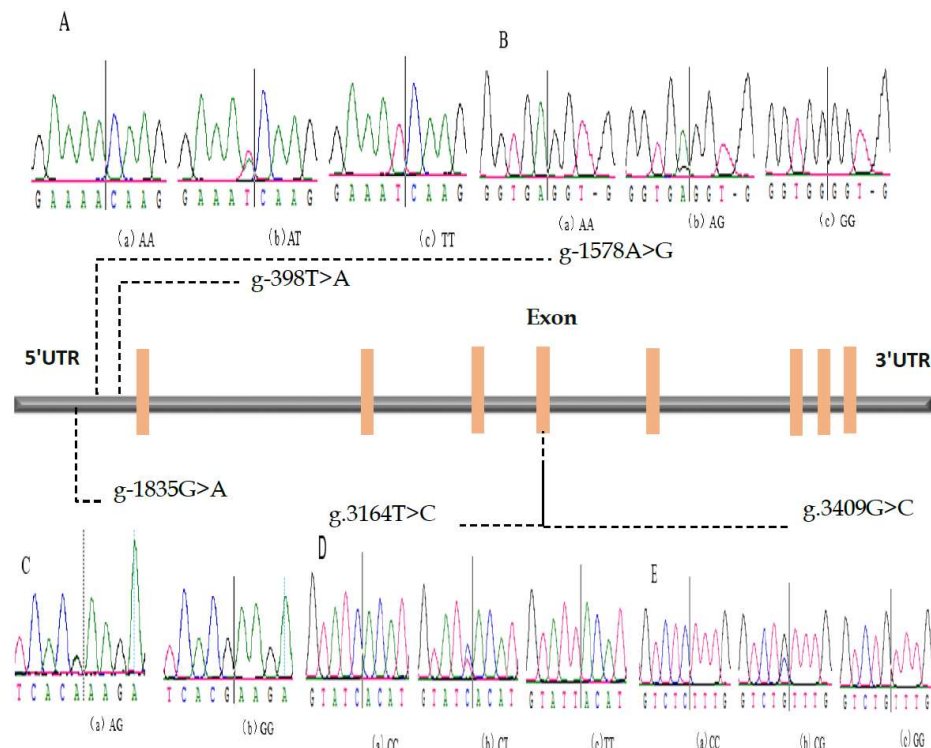 A
B
G A A A A C A A G
G A A A T C A A G
G A A A T C A A G
G G T G A G G T - G
G G T G A G G T - G
G G T G G G G T - G
(a) AA
(b)AT
(c) TT
(a) AA
(b) AG
(c) GG
g-1578A>G
g-398T>A
Exon
5'UTR
3'UTR
g-1835G>A
g.3164T>C
g.3409G>C
C
D
E
T C A C A A A G A
T C A C G A A G A
G T A T C A C A T
G T A T C A C A T
G T A T T A C A T
G T C T C T T T G
G T C T G T T T G
G T C T G T T T G
(a) AG
(b) GG
(a) CC
(b) CT
(c) TT
(a) CC
(b) CG
(c) GG